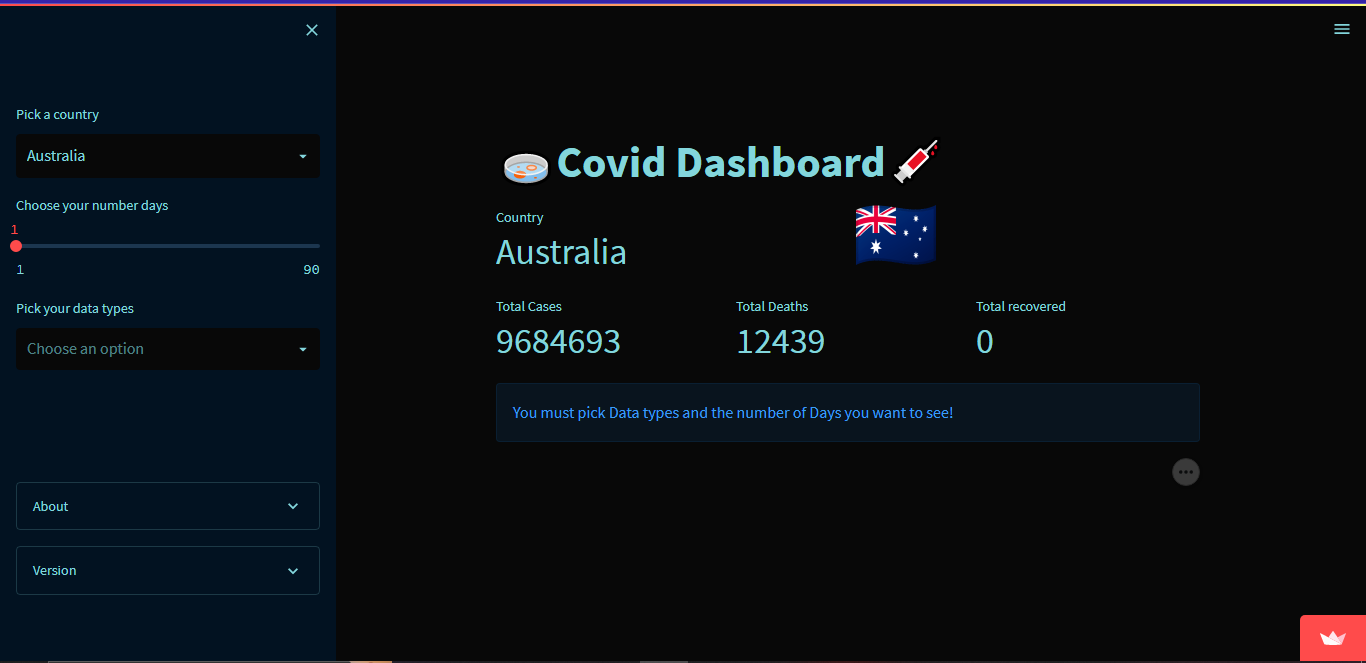 Pick a country
Australia
Choose your number days
1
1 90
Pick your data types
Choose an option
About
Version
Covid Dashboard
Country
Australia
Total Cases Total Deaths Total recovered
9684693 12439 0
You must pick Data types and the number of Days you want to see!